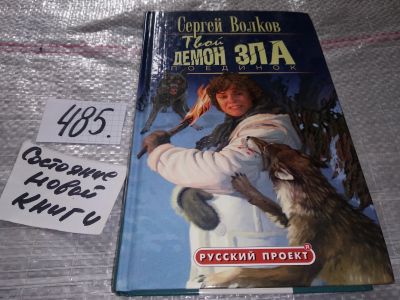 Сергей Волков
Твой
ДЕМОН ЗЛА
ПОЕДИНОК
485.
Состояние
новой
книги
РУССКИЙ ПРОЕКТ®